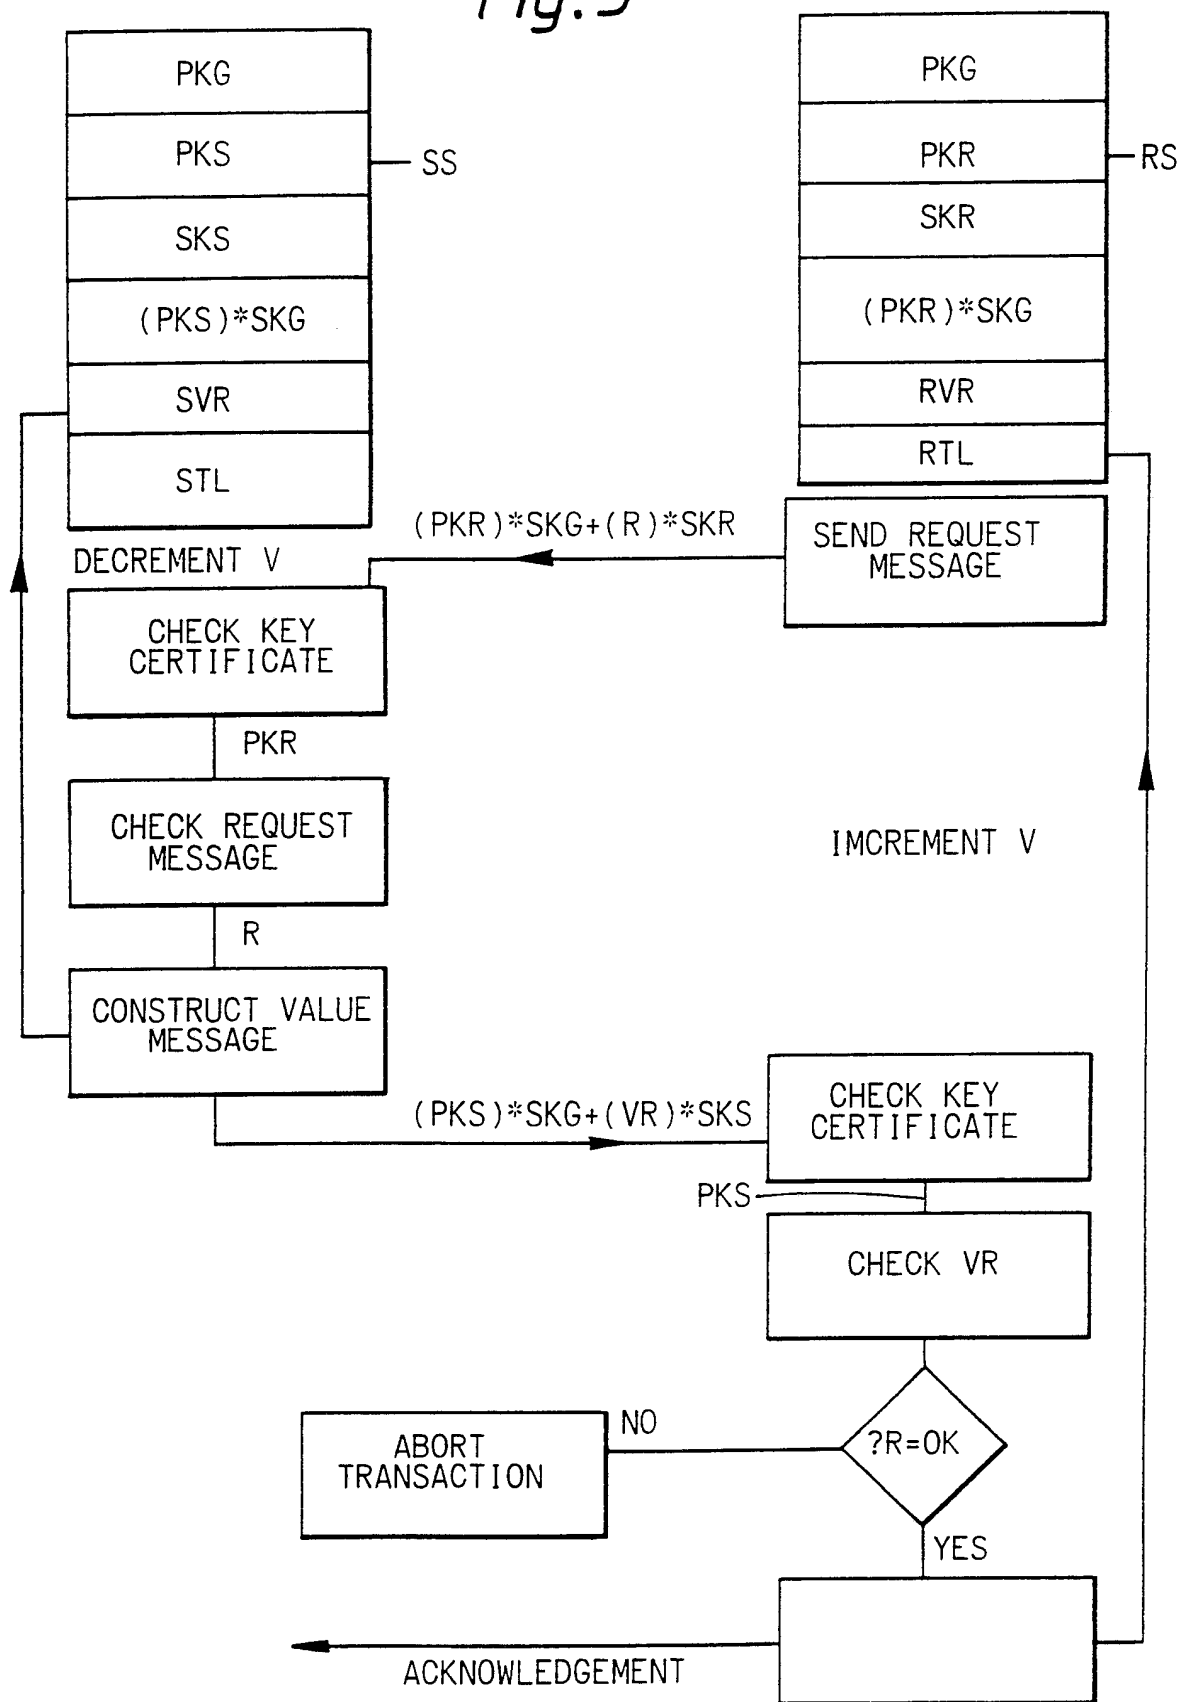 PKG
PKS
SS
SKS
(PKS)*SKG
SVR
STL
PKG
PKR
RS
SKR
(PKR)*SKG
RVR
RTL
(PKR)*SKG+(R)*SKR
SEND REQUEST
MESSAGE
DECREMENT V
CHECK KEY
CERTIFICATE
PKR
CHECK REQUEST
MESSAGE
IMCREMENT V
R
CONSTRUCT VALUE
MESSAGE
(PKS)*SKG+(VR)*SKS
CHECK KEY
CERTIFICATE
PKS
CHECK VR
?R=OK
NO
ABORT
TRANSACTION
YES
ACKNOWLEDGEMENT